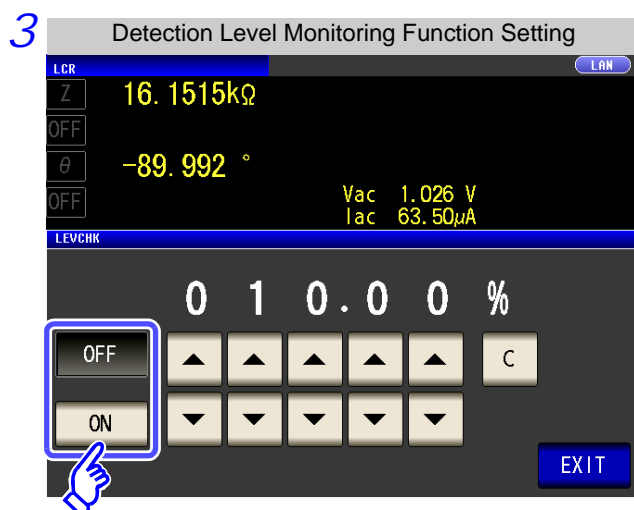 3 Detection Level Monitoring Function Setting
LCR LAN
Z 16.1515kΩ
OFF
θ -89.992 °
OFF
Vac 1.026 V
Iac 63.50μA
LEVCHK
0 1 0 . 0 0 %
OFF ▲ ▲ ▲ ▲ ▲ C
ON ▼ ▼ ▼ ▼ ▼
EXIT